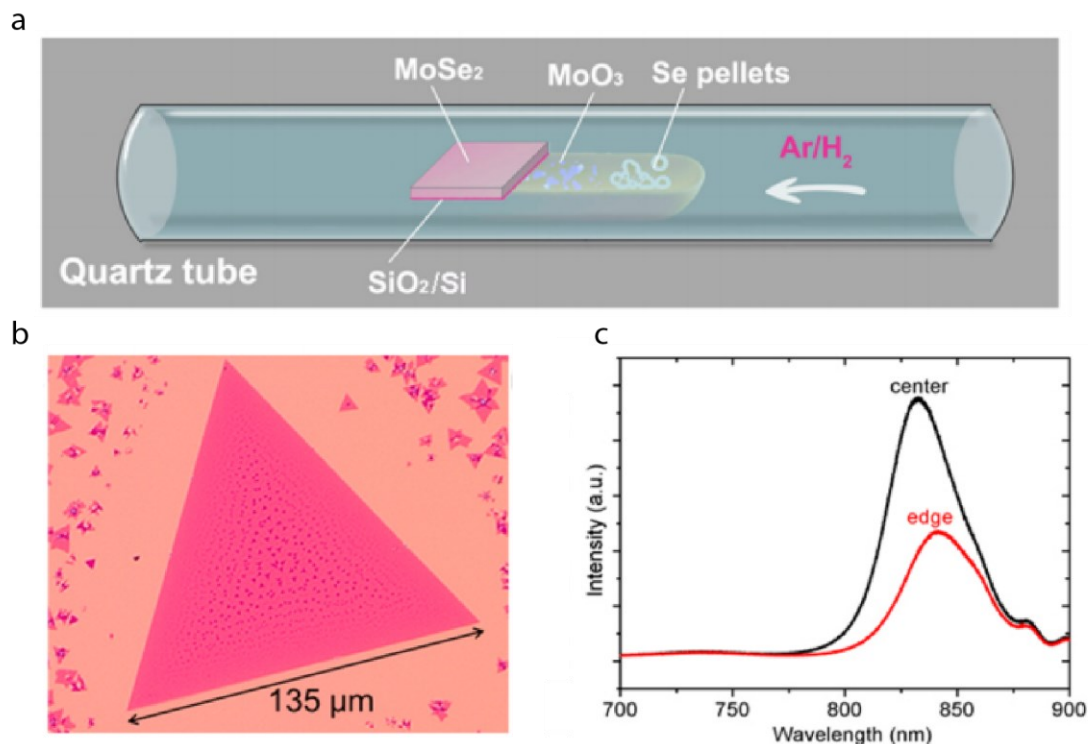 a
MoSe₂
MoO₃
Se pellets
Ar/H₂
Quartz tube
SiO₂/Si
b
135 μm
c
center
edge
Intensity (a.u.)
700
750
800
850
900
Wavelength (nm)